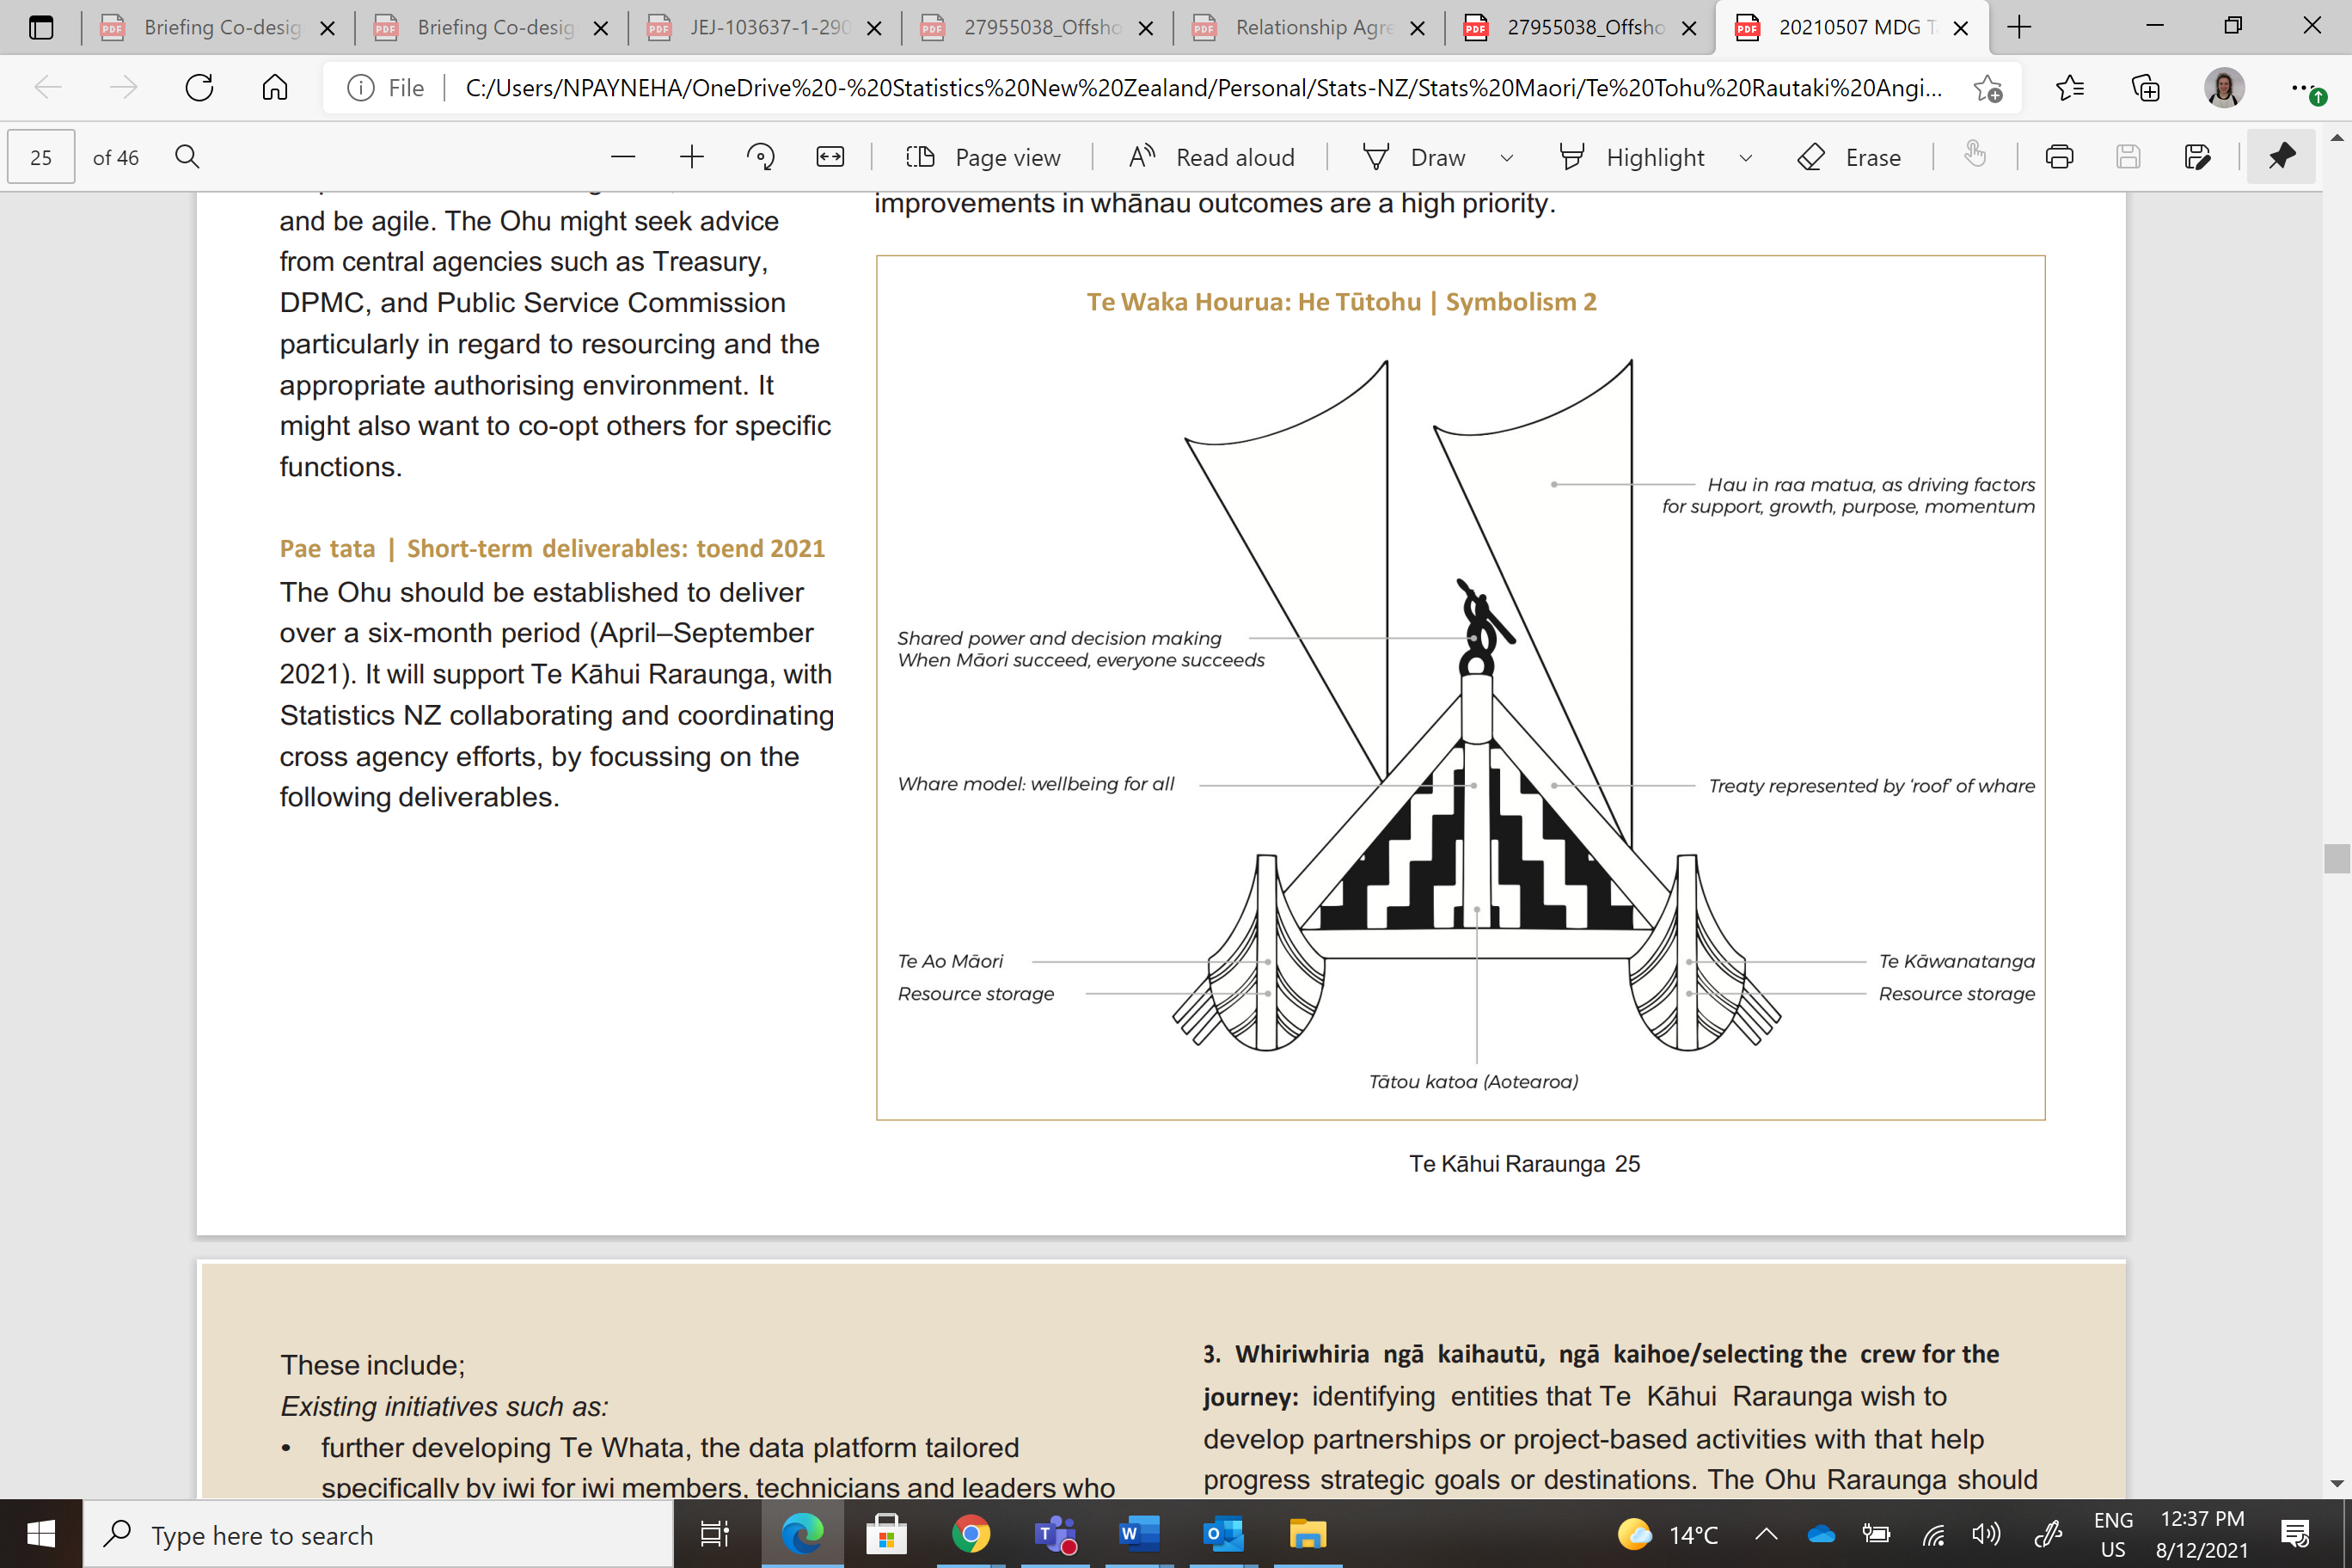 Briefing Co-desig
Briefing Co-desig
JEJ-103637-1-290
27955038_Offsho
Relationship Agre
27955038_Offsho
20210507 MDG T
File
C:/Users/NPAYNEHA/OneDrive%20-%20Statistics%20New%20Zealand/Personal/Stats-NZ/Stats%20Maori/Te%20Tohu%20Rautaki%20Angi...
25 of 46
Page view
Read aloud
Draw
Highlight
Erase
and be agile. The Ohu might seek advice
from central agencies such as Treasury,
DPMC, and Public Service Commission
particularly in regard to resourcing and the
appropriate authorising environment. It
might also want to co-opt others for specific
functions.
Pae tata | Short-term deliverables: toend 2021
The Ohu should be established to deliver
over a six-month period (April–September
2021). It will support Te Kāhui Raraunga, with
Statistics NZ collaborating and coordinating
cross agency efforts, by focussing on the
following deliverables.
improvements in whānau outcomes are a high priority.
Te Waka Hourua: He Tūtohu | Symbolism 2
Hau in raa matua, as driving factors
for support, growth, purpose, momentum
Shared power and decision making
When Māori succeed, everyone succeeds
Whare model: wellbeing for all
Treaty represented by ‘roof’ of whare
Te Ao Māori
Resource storage
Te Kāwanatanga
Resource storage
Tātou katoa (Aotearoa)
Te Kāhui Raraunga 25
These include;
Existing initiatives such as:
• further developing Te Whata, the data platform tailored
specifically by iwi for iwi members, technicians and leaders who
3. Whiriwhiria ngā kaihautū, ngā kaihoe/selecting the crew for the
journey: identifying entities that Te Kāhui Raraunga wish to
develop partnerships or project-based activities with that help
progress strategic goals or destinations. The Ohu Raraunga should
Type here to search
14°C
ENG
US
12:37 PM
8/12/2021